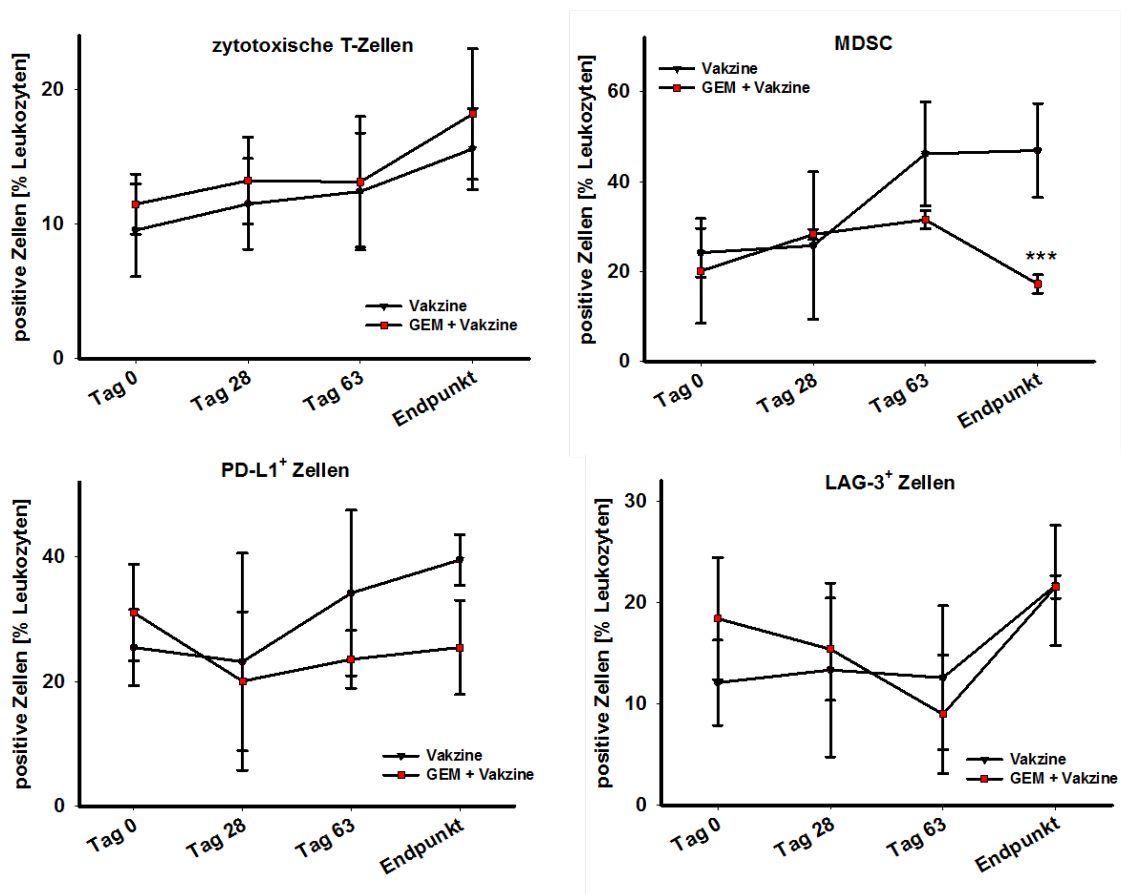 zytotoxische T-Zellen
positive Zellen [% Leukozyten]
20
10
0
Vakzine
GEM + Vakzine
Tag 0
Tag 28
Tag 63
Endpunkt
MDSC
Vakzine
GEM + Vakzine
positive Zellen [% Leukozyten]
60
40
20
0
***
Tag 0
Tag 28
Tag 63
Endpunkt
PD-L1⁺ Zellen
positive Zellen [% Leukozyten]
40
20
0
Vakzine
GEM + Vakzine
Tag 0
Tag 28
Tag 63
Endpunkt
LAG-3⁺ Zellen
positive Zellen [% Leukozyten]
30
20
10
0
Vakzine
GEM + Vakzine
Tag 0
Tag 28
Tag 63
Endpunkt